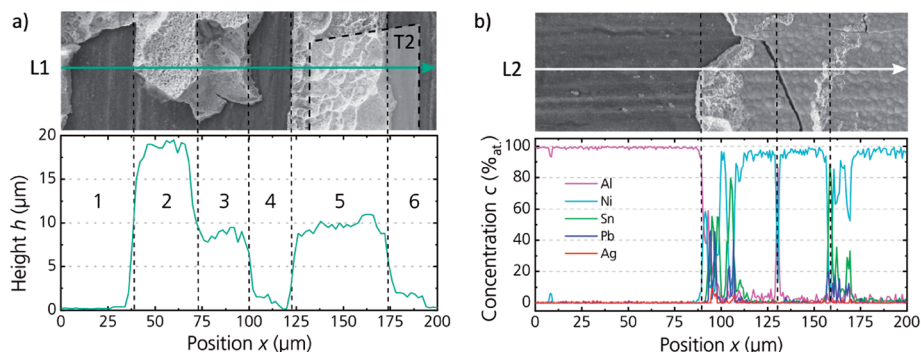 a)
L1
T2
Height h (μm)
20
15
10
5
0
1 2 3 4 5 6
0 25 50 75 100 125 150 175 200
Position x (μm)
b)
L2
Concentration c (%at.)
100
80
60
40
20
0
Al
Ni
Sn
Pb
Ag
0 25 50 75 100 125 150 175 200
Position x (μm)